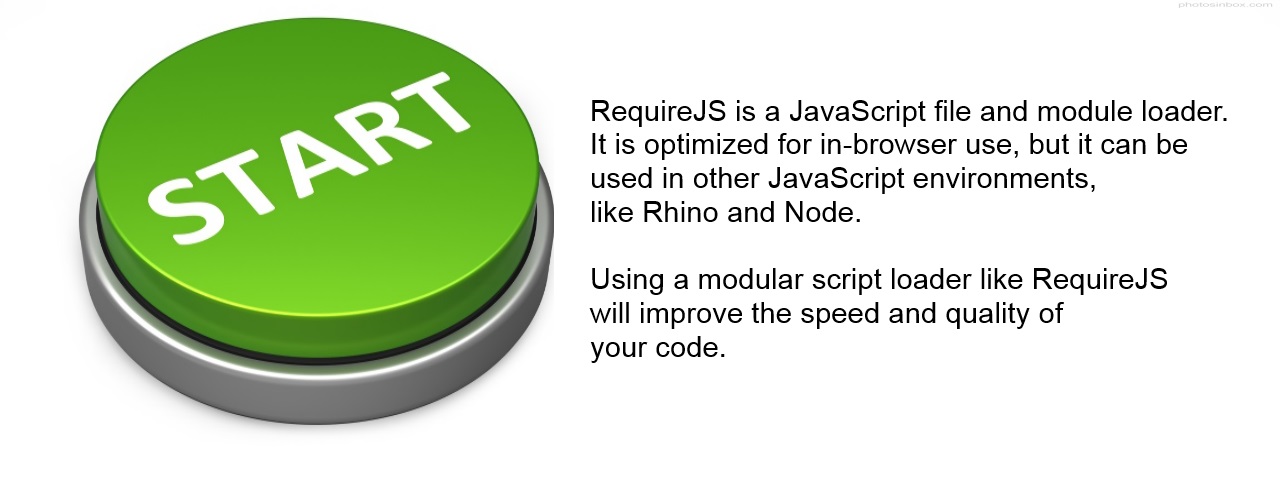 photosinbox.com
START
RequireJS is a JavaScript file and module loader.
It is optimized for in-browser use, but it can be
used in other JavaScript environments,
like Rhino and Node.
Using a modular script loader like RequireJS
will improve the speed and quality of
your code.